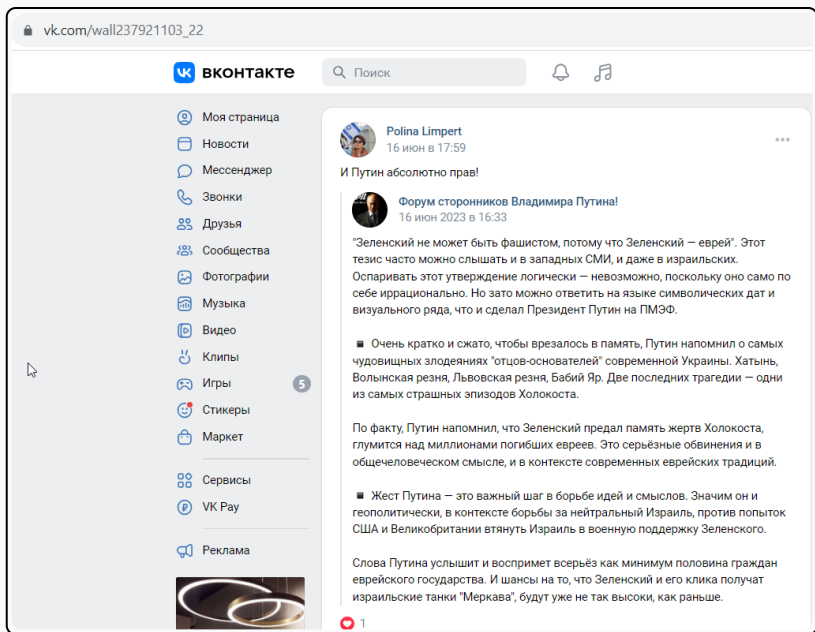 vk.com/wall237921103_22
вконтакте
Поиск
Моя страница
Новости
Мессенджер
Звонки
Друзья
Сообщества
Фотографии
Музыка
Видео
Клипы
Игры
5
Стикеры
Маркет
Сервисы
VK Pay
Реклама
Polina Limpert
16 июн в 17:59
И Путин абсолютно прав!
Форум сторонников Владимира Путина!
16 июн 2023 в 16:33
"Зеленский не может быть фашистом, потому что Зеленский — еврей". Этот
тезис часто можно слышать и в западных СМИ, и даже в израильских.
Оспаривать этот утверждение логически — невозможно, поскольку оно само по
себе иррационально. Но зато можно ответить на языке символических дат и
визуального ряда, что и сделал Президент Путин на ПМЭФ.
▪ Очень кратко и сжато, чтобы врезалось в память, Путин напомнил о самых
чудовищных злодеяниях "отцов-основателей" современной Украины. Хатынь,
Волынская резня, Львовская резня, Бабий Яр. Две последних трагедии — одни
из самых страшных эпизодов Холокоста.
По факту, Путин напомнил, что Зеленский предал память жертв Холокоста,
глумится над миллионами погибших евреев. Это серьёзные обвинения и в
общечеловеческом смысле, и в контексте современных еврейских традиций.
▪ Жест Путина — это важный шаг в борьбе идей и смыслов. Значим он и
геополитически, в контексте борьбы за нейтральный Израиль, против попыток
США и Великобритании втянуть Израиль в военную поддержку Зеленского.
Слова Путина услышит и воспримет всерьёз как минимум половина граждан
еврейского государства. И шансы на то, что Зеленский и его клика получат
израильские танки "Меркава", будут уже не так высоки, как раньше.
1